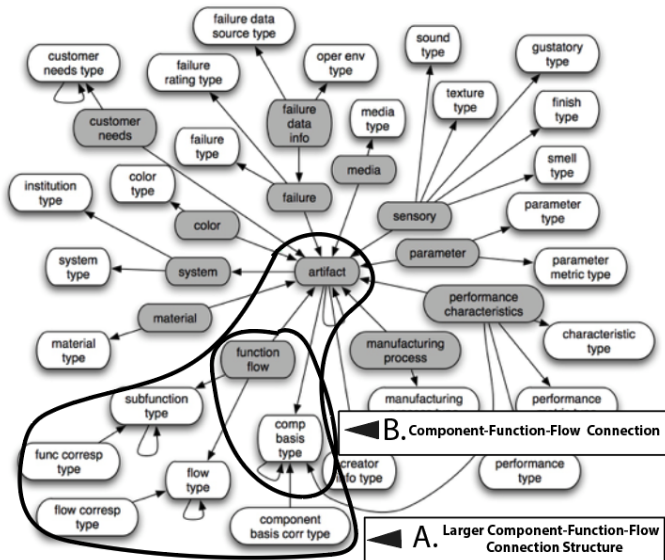 failure data
source type
sound
type
gustatory
type
customer
needs type
failure
rating type
oper env
type
texture
type
finish
type
customer
needs
failure
data
info
media
type
failure
type
smell
type
media
color
type
institution
type
failure
sensory
parameter
type
color
parameter
system
type
system
artifact
parameter
metric type
material
performance
characteristics
material
type
function
flow
manufacturing
process
characteristic
type
subfunction
type
manufacturing
performance
comp
basis
type
B. Component-Function-Flow Connection
func corresp
type
flow
type
creator
info type
performance
type
flow corresp
type
component
basis corr type
A. Larger Component-Function-Flow
Connection Structure